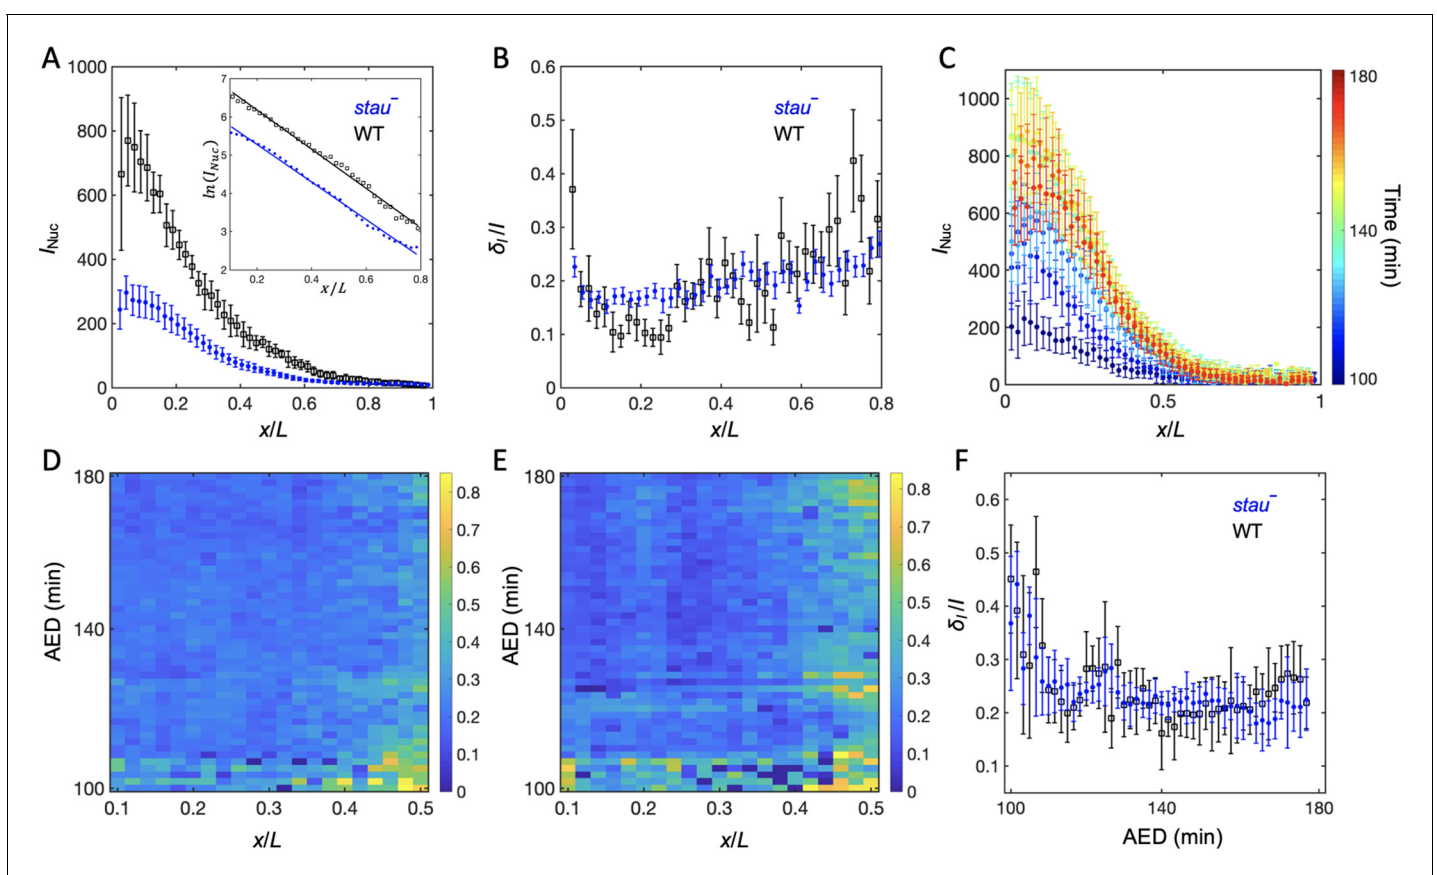 A
1000
800
600
400
200
0
I_Nuc
0 0.2 0.4 0.6 0.8 1
x/L
7
6
5
4
3
2
ln(I_Nuc)
0.2 0.4 0.6 0.8
x/L
stau⁻
WT
B
0.6
0.5
0.4
0.3
0.2
0.1
0
δ_I/I
0 0.2 0.4 0.6 0.8
x/L
stau⁻
WT
C
1000
800
600
400
200
0
I_Nuc
0 0.5 1
x/L
180
140
100
Time (min)
D
180
140
100
AED (min)
0.1 0.2 0.3 0.4 0.5
x/L
0.8
0.7
0.6
0.5
0.4
0.3
0.2
0.1
0
E
180
140
100
AED (min)
0.1 0.2 0.3 0.4 0.5
x/L
0.8
0.7
0.6
0.5
0.4
0.3
0.2
0.1
0
F
0.6
0.5
0.4
0.3
0.2
0.1
δ_I/I
100 140 180
AED (min)
stau⁻
WT